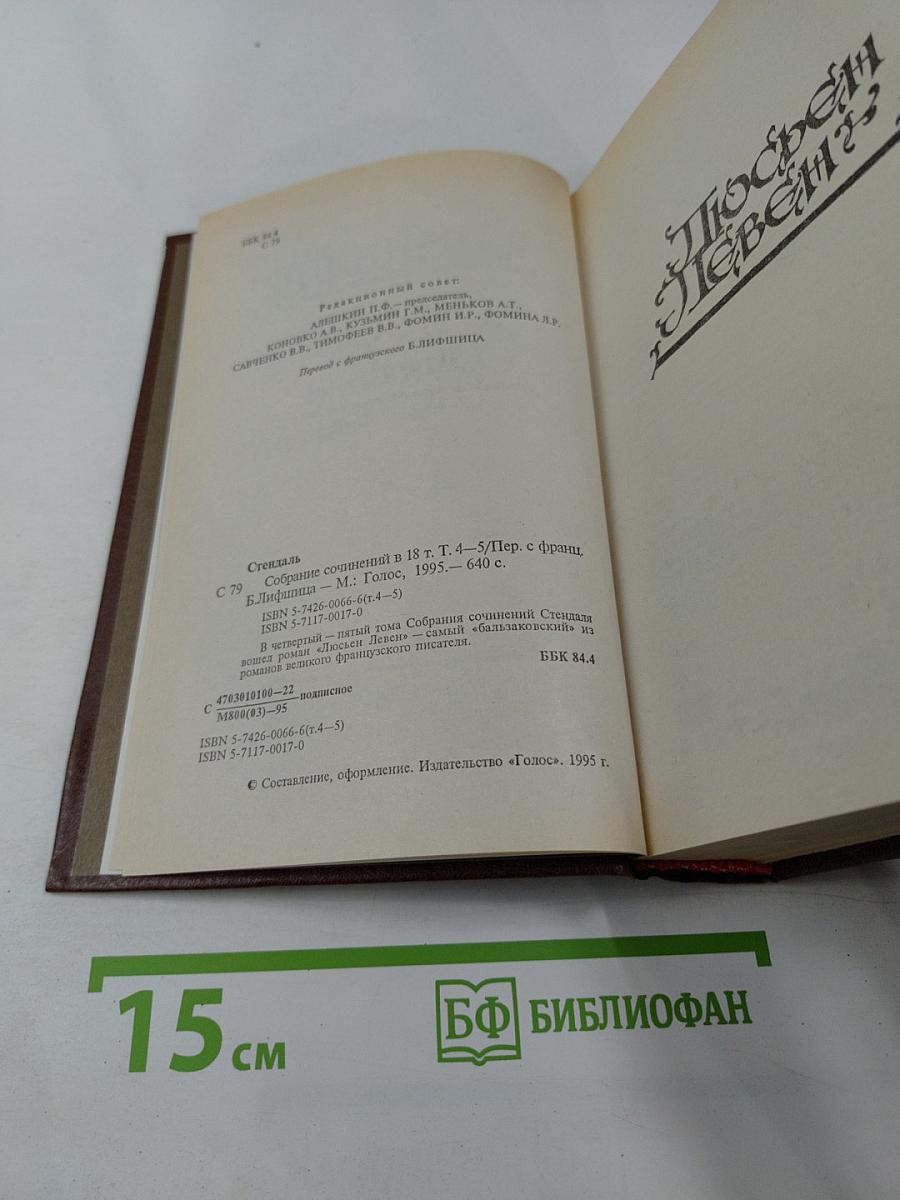 ББК 84.4
С 79
Редакционный совет:
АЛЕШКИН П.Ф.— председатель,
КОНОВКО А.В., КУЗЬМИН Г.М., МЕНЬКОВ А.Т.,
САВЧЕНКО В.В., ТИМОФЕЕВ В.В., ФОМИН И.Р., ФОМИНА Л.Р.
Перевод с французского Б.ЛИФШИЦА
Стендаль
С 79 Собрание сочинений в 18 т. Т. 4—5/Пер. с франц.
Б.Лифшица — М.: Голос, 1995.— 640 с.
ISBN 5-7426-0066-6(т.4—5)
ISBN 5-7117-0017-0
В четвертый — пятый тома Собрания сочинений Стендаля
вошел роман «Люсьен Левен» — самый «бальзаковский» из
романов великого французского писателя.
ББК 84.4
С 4703010100—22
М800(03)—95 подписное
ISBN 5-7426-0066-6(т.4—5)
ISBN 5-7117-0017-0
© Составление, оформление. Издательство «Голос». 1995 г.
Люсьен
Левен
15 см
БФ БИБЛИОФАН